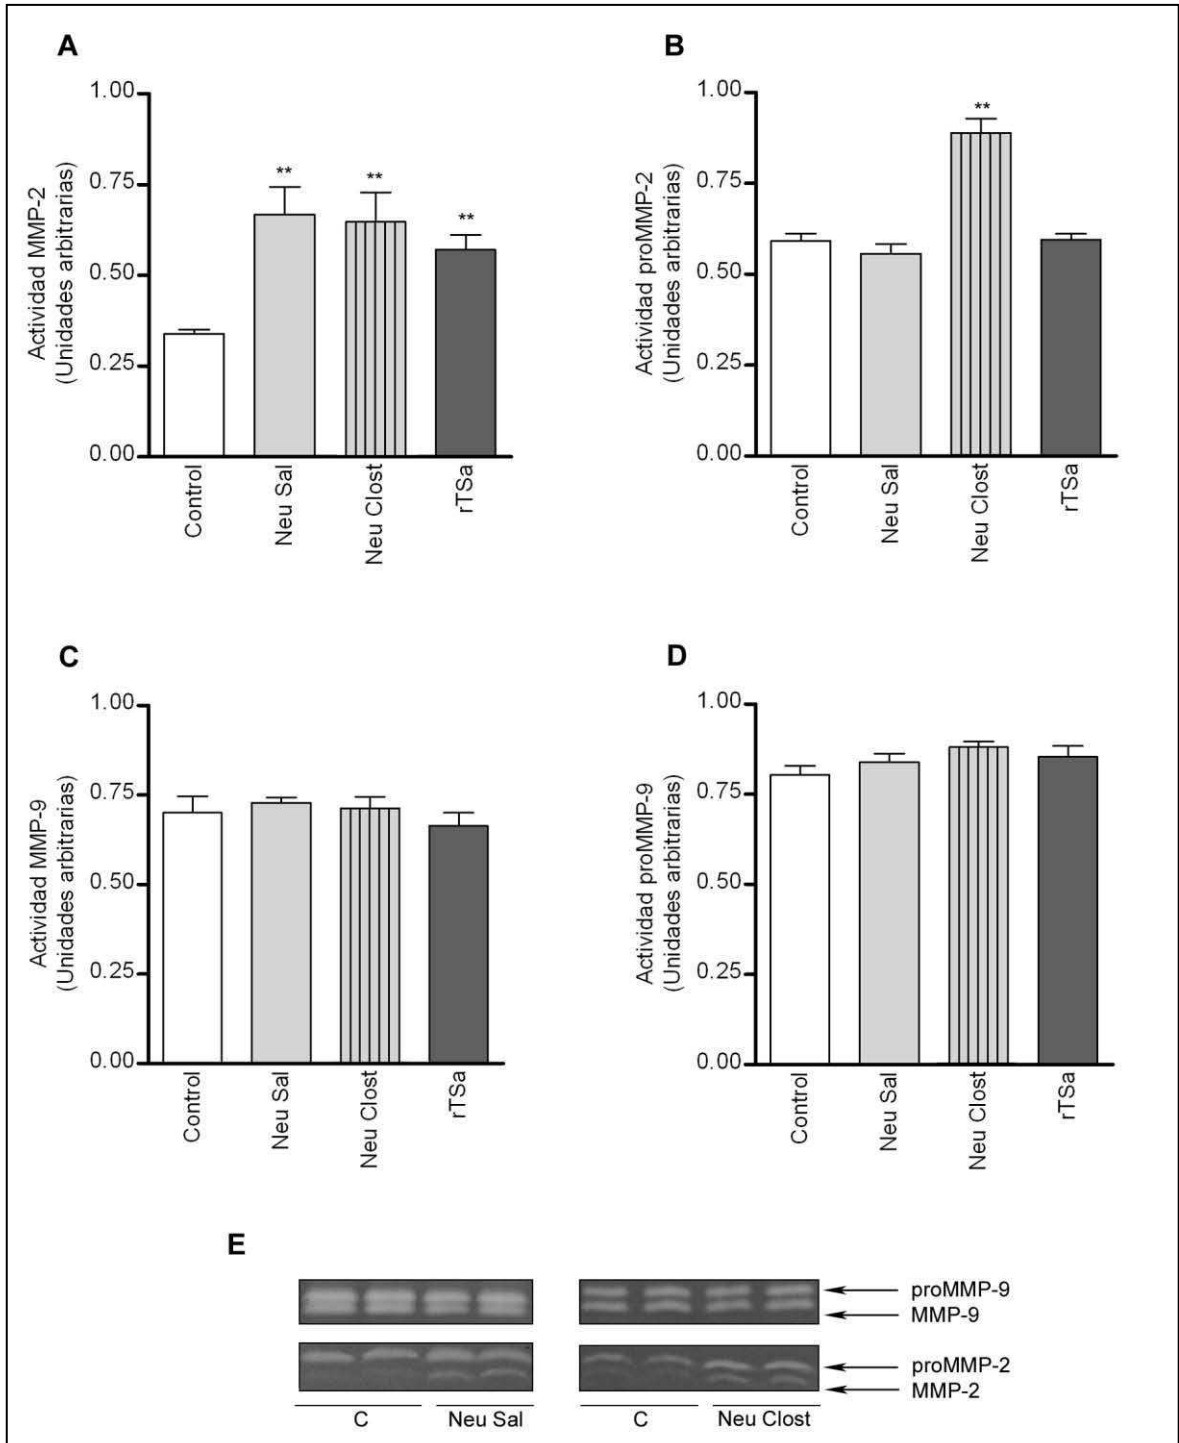 A
Actividad MMP-2
(Unidades arbitrarias)
1.00
0.75
0.50
0.25
0.00
**
**
**
Control
Neu Sal
Neu Clost
rTSa
B
Actividad proMMP-2
(Unidades arbitrarias)
1.00
0.75
0.50
0.25
0.00
**
Control
Neu Sal
Neu Clost
rTSa
C
Actividad MMP-9
(Unidades arbitrarias)
1.00
0.75
0.50
0.25
0.00
Control
Neu Sal
Neu Clost
rTSa
D
Actividad proMMP-9
(Unidades arbitrarias)
1.00
0.75
0.50
0.25
0.00
Control
Neu Sal
Neu Clost
rTSa
E
proMMP-9
MMP-9
proMMP-2
MMP-2
C
Neu Sal
C
Neu Clost